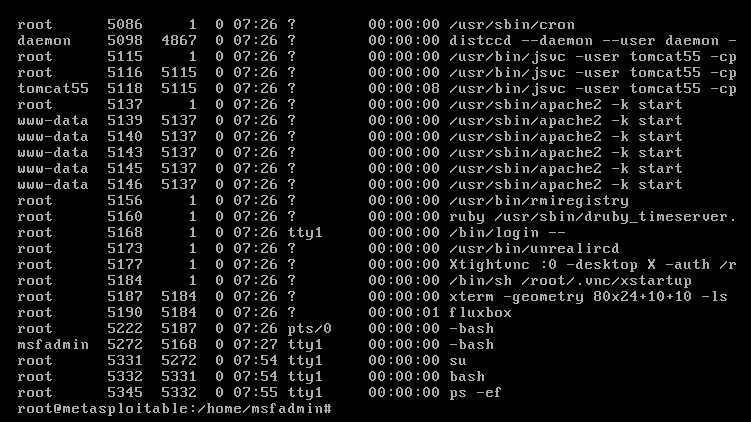 root      5086     1  0 07:26 ?        00:00:00 /usr/sbin/cron
daemon    5098  4867  0 07:26 ?        00:00:00 distccd --daemon --user daemon -
root      5115     1  0 07:26 ?        00:00:00 /usr/bin/jsvc -user tomcat55 -cp
root      5116  5115  0 07:26 ?        00:00:00 /usr/bin/jsvc -user tomcat55 -cp
tomcat55  5118  5115  0 07:26 ?        00:00:08 /usr/bin/jsvc -user tomcat55 -cp
root      5137     1  0 07:26 ?        00:00:00 /usr/sbin/apache2 -k start
www-data  5139  5137  0 07:26 ?        00:00:00 /usr/sbin/apache2 -k start
www-data  5140  5137  0 07:26 ?        00:00:00 /usr/sbin/apache2 -k start
www-data  5143  5137  0 07:26 ?        00:00:00 /usr/sbin/apache2 -k start
www-data  5145  5137  0 07:26 ?        00:00:00 /usr/sbin/apache2 -k start
www-data  5146  5137  0 07:26 ?        00:00:00 /usr/sbin/apache2 -k start
root      5156     1  0 07:26 ?        00:00:00 /usr/bin/rmiregistry
root      5160     1  0 07:26 ?        00:00:00 ruby /usr/sbin/druby_timeserver.
root      5168     1  0 07:26 tty1     00:00:00 /bin/login --
root      5173     1  0 07:26 ?        00:00:00 /usr/bin/unrealircd
root      5177     1  0 07:26 ?        00:00:00 Xtightvnc :0 -desktop X -auth /r
root      5184     1  0 07:26 ?        00:00:00 /bin/sh /root/.vnc/xstartup
root      5187  5184  0 07:26 ?        00:00:00 xterm -geometry 80x24+10+10 -ls
root      5190  5184  0 07:26 ?        00:00:01 fluxbox
root      5222  5187  0 07:26 pts/0    00:00:00 -bash
msfadmin  5272  5168  0 07:27 tty1     00:00:00 -bash
root      5331  5272  0 07:54 tty1     00:00:00 su
root      5332  5331  0 07:54 tty1     00:00:00 bash
root      5345  5332  0 07:55 tty1     00:00:00 ps -ef
root@metasploitable:/home/msfadmin#